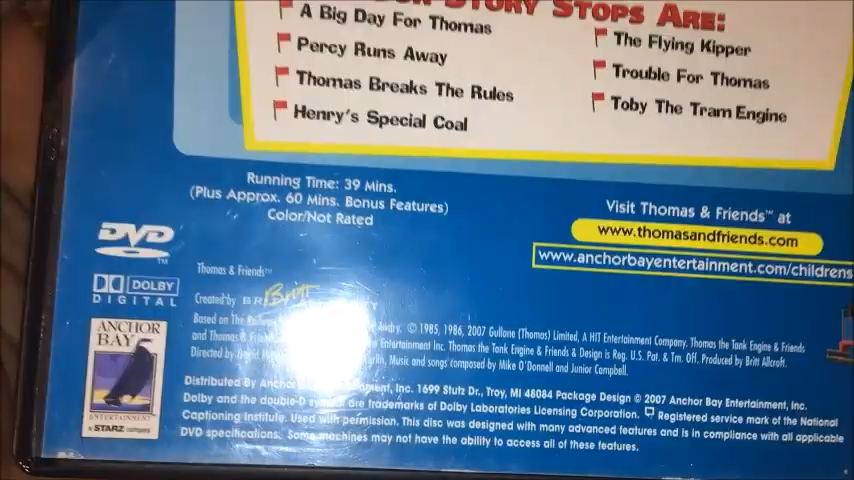 STORY STOPS ARE:
A Big Day For Thomas
Percy Runs Away
Thomas Breaks The Rules
Henry's Special Coal
The Flying Kipper
Trouble For Thomas
Toby The Tram Engine
Running Time: 39 Mins.
(Plus Approx. 60 Mins. Bonus Features)
Color/Not Rated
Visit Thomas & Friends™ at
www.thomasandfriends.com
www.anchorbayentertainment.com/childrens
DVD
TM
DOLBY
DIGITAL
ANCHOR
BAY
ENTERTAINMENT
a STARZ COMPANY
Thomas & Friends™
Created by BRI Britt
Based on The Railway © 1985, 1986, 2007 Gullane (Thomas) Limited, A HIT Entertainment Company. Thomas the Tank Engine & Friends
and Thomas & Inc. Thomas the Tank Engine & Friends & Design is Reg. U.S. Pat. & Tm. Off. Produced by Britt Allcroft.
Directed by David Music and songs composed by Mike O'Donnell and Junior Campbell.
Distributed By Anchor Inc. 1699 Stutz Dr., Troy, MI 48084 Package Design © 2007 Anchor Bay Entertainment, Inc.
Dolby and the double-D symbol are trademarks of Dolby Laboratories Licensing Corporation. Registered service mark of the National
Captioning Institute. Used with permission. This disc was designed with many advanced features and is in compliance with all applicable
DVD specifications. Some machines may not have the ability to access all of these features.